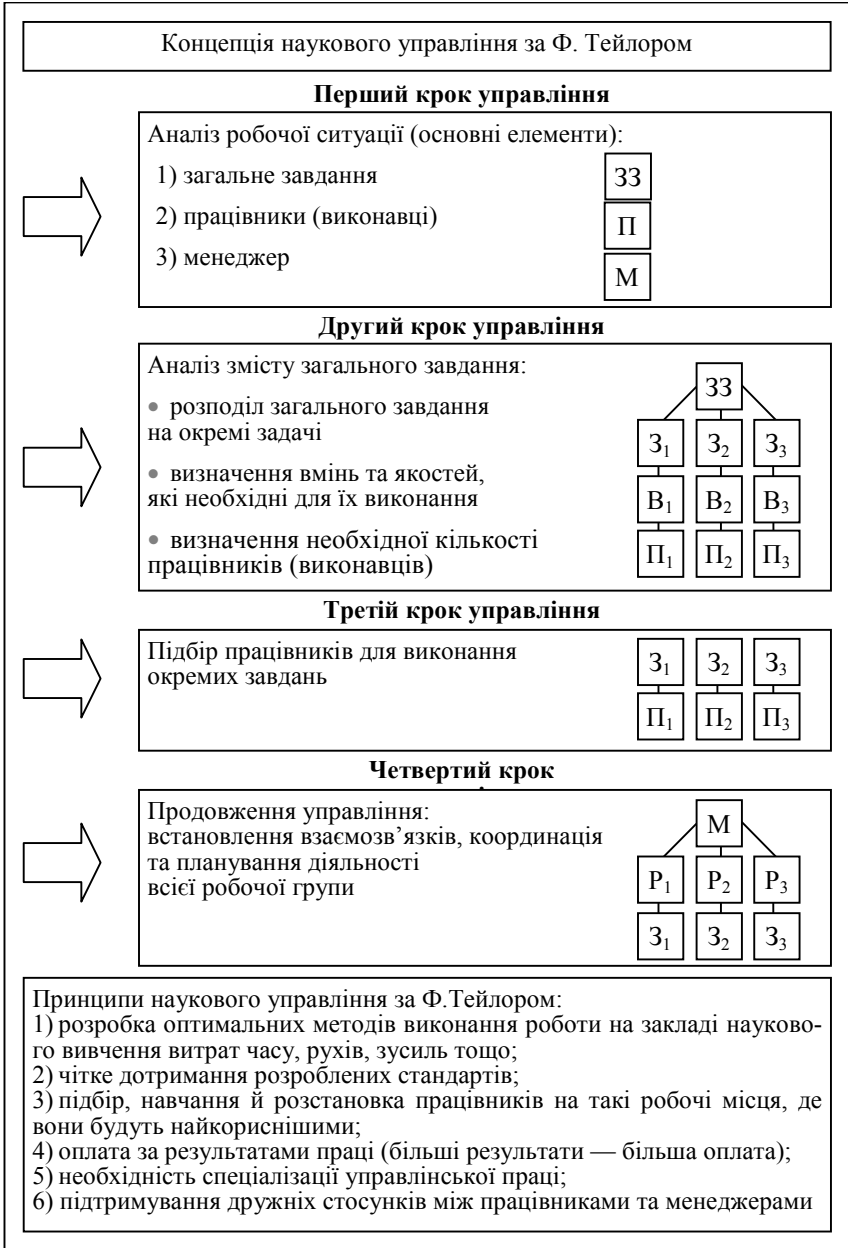 Концепція наукового управління за Ф. Тейлором
Перший крок управління
Аналіз робочої ситуації (основні елементи):
1) загальне завдання
ЗЗ
2) працівники (виконавці)
П
3) менеджер
М
Другий крок управління
Аналіз змісту загального завдання:
• розподіл загального завдання
на окремі задачі
• визначення вмінь та якостей,
які необхідні для їх виконання
• визначення необхідної кількості
працівників (виконавців)
ЗЗ
З₁ З₂ З₃
В₁ В₂ В₃
П₁ П₂ П₃
Третій крок управління
Підбір працівників для виконання
окремих завдань
З₁ З₂ З₃
П₁ П₂ П₃
Четвертий крок
Продовження управління:
встановлення взаємозв’язків, координація
та планування діяльності
всієї робочої групи
М
Р₁ Р₂ Р₃
З₁ З₂ З₃
Принципи наукового управління за Ф.Тейлором:
1) розробка оптимальних методів виконання роботи на закладі науково-
го вивчення витрат часу, рухів, зусиль тощо;
2) чітке дотримання розроблених стандартів;
3) підбір, навчання й розстановка працівників на такі робочі місця, де
вони будуть найкориснішими;
4) оплата за результатами праці (більші результати — більша оплата);
5) необхідність спеціалізації управлінської праці;
6) підтримування дружніх стосунків між працівниками та менеджерами